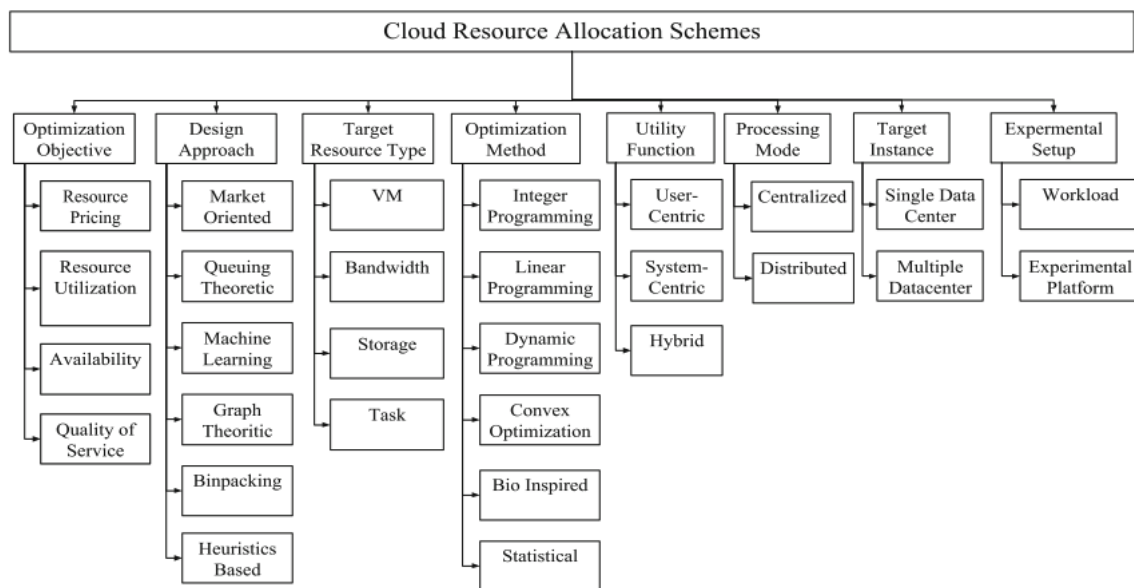 Cloud Resource Allocation Schemes
Optimization
Objective
Resource
Pricing
Resource
Utilization
Availability
Quality of
Service
Design
Approach
Market
Oriented
Queuing
Theoretic
Machine
Learning
Graph
Theoritic
Binpacking
Heuristics
Based
Target
Resource Type
VM
Bandwidth
Storage
Task
Optimization
Method
Integer
Programming
Linear
Programming
Dynamic
Programming
Convex
Optimization
Bio Inspired
Statistical
Utility
Function
User-
Centric
System-
Centric
Hybrid
Processing
Mode
Centralized
Distributed
Target
Instance
Single Data
Center
Multiple
Datacenter
Expermental
Setup
Workload
Experimental
Platform